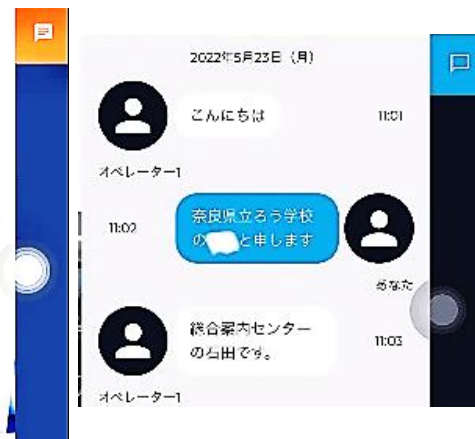 2022年5月23日（月）
こんにちは
11:01
オペレーター1
11:02
奈良県立ろう学校
の と申します
あなた
総合案内センター
の石田です。
11:03
オペレーター1